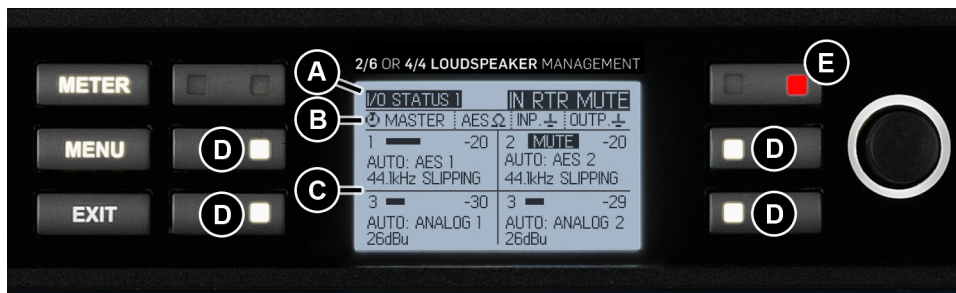 2/6 OR 4/4 LOUDSPEAKER MANAGEMENT
METER
MENU
EXIT
A
B
C
D
D
I/O STATUS 1 IN RTR MUTE
MASTER AES Ω INP. OUTP.
1 -20
AUTO: AES 1
44.1kHz SLIPPING
2 MUTE -20
AUTO: AES 2
44.1kHz SLIPPING
3 -30
AUTO: ANALOG 1
26dBu
3 -29
AUTO: ANALOG 2
26dBu
E
D
D